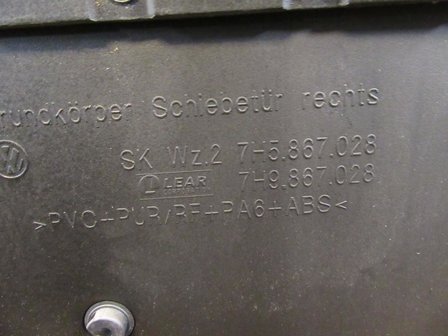 rundkörper Schiebetür rechts
SK Wz.2 7H5.867.028
LEAR 7H9.867.028
>PVC+PUR/RF+PA6+ABS<